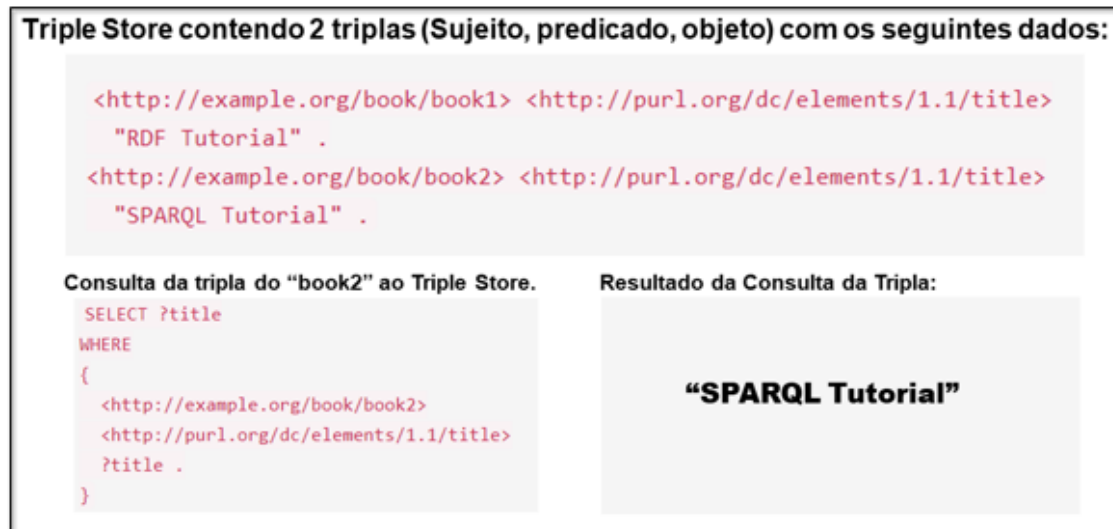 Triple Store contendo 2 triplas (Sujeito, predicado, objeto) com os seguintes dados:
<http://example.org/book/book1> <http://purl.org/dc/elements/1.1/title>
"RDF Tutorial" .
<http://example.org/book/book2> <http://purl.org/dc/elements/1.1/title>
"SPARQL Tutorial" .
Consulta da tripla do “book2” ao Triple Store.
SELECT ?title
WHERE
{
<http://example.org/book/book2>
<http://purl.org/dc/elements/1.1/title>
?title .
}
Resultado da Consulta da Tripla:
“SPARQL Tutorial”